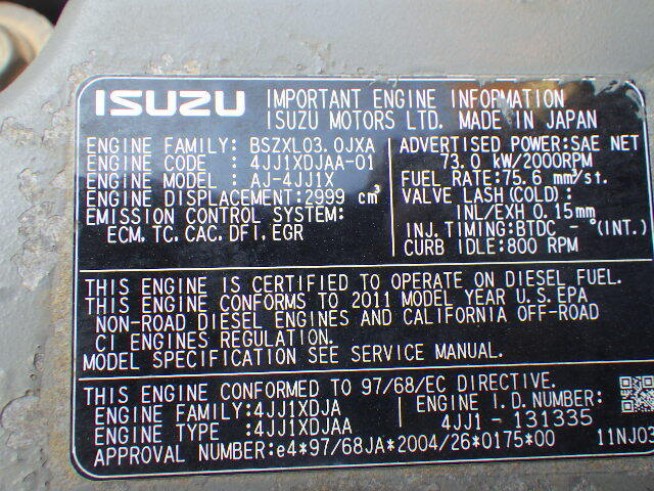 ISUZU IMPORTANT ENGINE INFORMATION
ISUZU MOTORS LTD. MADE IN JAPAN
ENGINE FAMILY: BSZXL03.0JXA
ENGINE CODE : 4JJ1XDJAA-01
ENGINE MODEL : AJ-4JJ1X
ENGINE DISPLACEMENT:2999 cm³
EMISSION CONTROL SYSTEM:
ECM,TC,CAC,DFI,EGR
ADVERTISED POWER:SAE NET
73.0 kW/2000RPM
FUEL RATE:75.6 mm³/st.
VALVE LASH(COLD):
INL/EXH 0.15mm
INJ.TIMING:BTDC - °(INT.)
CURB IDLE:800 RPM
THIS ENGINE IS CERTIFIED TO OPERATE ON DIESEL FUEL.
THIS ENGINE CONFORMS TO 2011 MODEL YEAR U.S.EPA
NON-ROAD DIESEL ENGINES AND CALIFORNIA OFF-ROAD
CI ENGINES REGULATION.
MODEL SPECIFICATION SEE SERVICE MANUAL.
THIS ENGINE CONFORMED TO 97/68/EC DIRECTIVE.
ENGINE FAMILY:4JJ1XDJA
ENGINE TYPE :4JJ1XDJAA
ENGINE I.D.NUMBER:
4JJ1 - 131335
APPROVAL NUMBER:e4*97/68JA*2004/26*0175*00 11NJ03